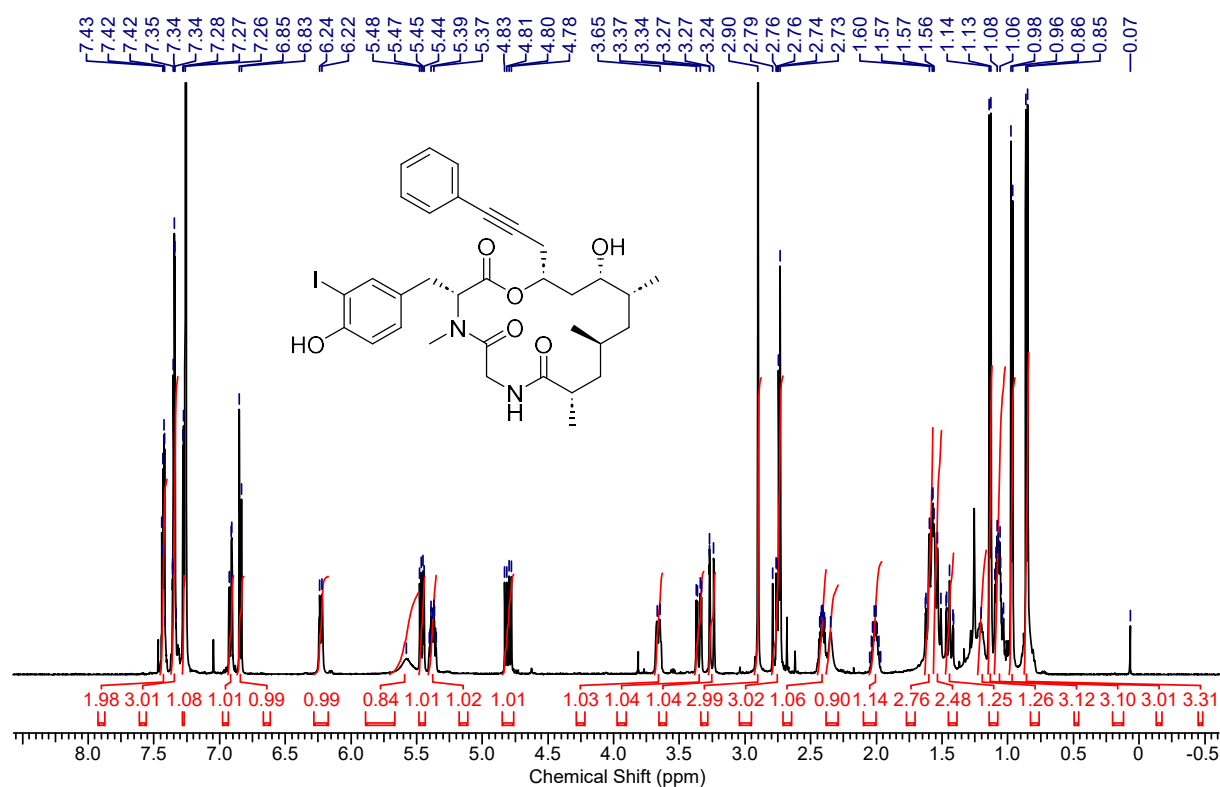 7.43 7.42 7.42 7.35 7.34 7.34 7.28 7.27 7.26 6.85 6.83 6.24 6.22 5.48 5.47 5.45 5.44 5.39 5.37 4.83 4.81 4.80 4.78 3.65 3.37 3.34 3.27 3.27 3.24 2.90 2.79 2.76 2.76 2.74 2.73 1.60 1.57 1.57 1.56 1.14 1.13 1.08 1.06 0.98 0.96 0.86 0.85 0.07
OH
O
I
O
N
O
O
HO
N
H
1.98 3.01 1.08 1.01 0.99 0.99 0.84 1.01 1.02 1.01 1.03 1.04 1.04 2.99 3.02 1.06 0.90 1.14 2.76 2.48 1.25 1.26 3.12 3.10 3.01 3.31
8.0 7.5 7.0 6.5 6.0 5.5 5.0 4.5 4.0 3.5 3.0 2.5 2.0 1.5 1.0 0.5 0 -0.5
Chemical Shift (ppm)